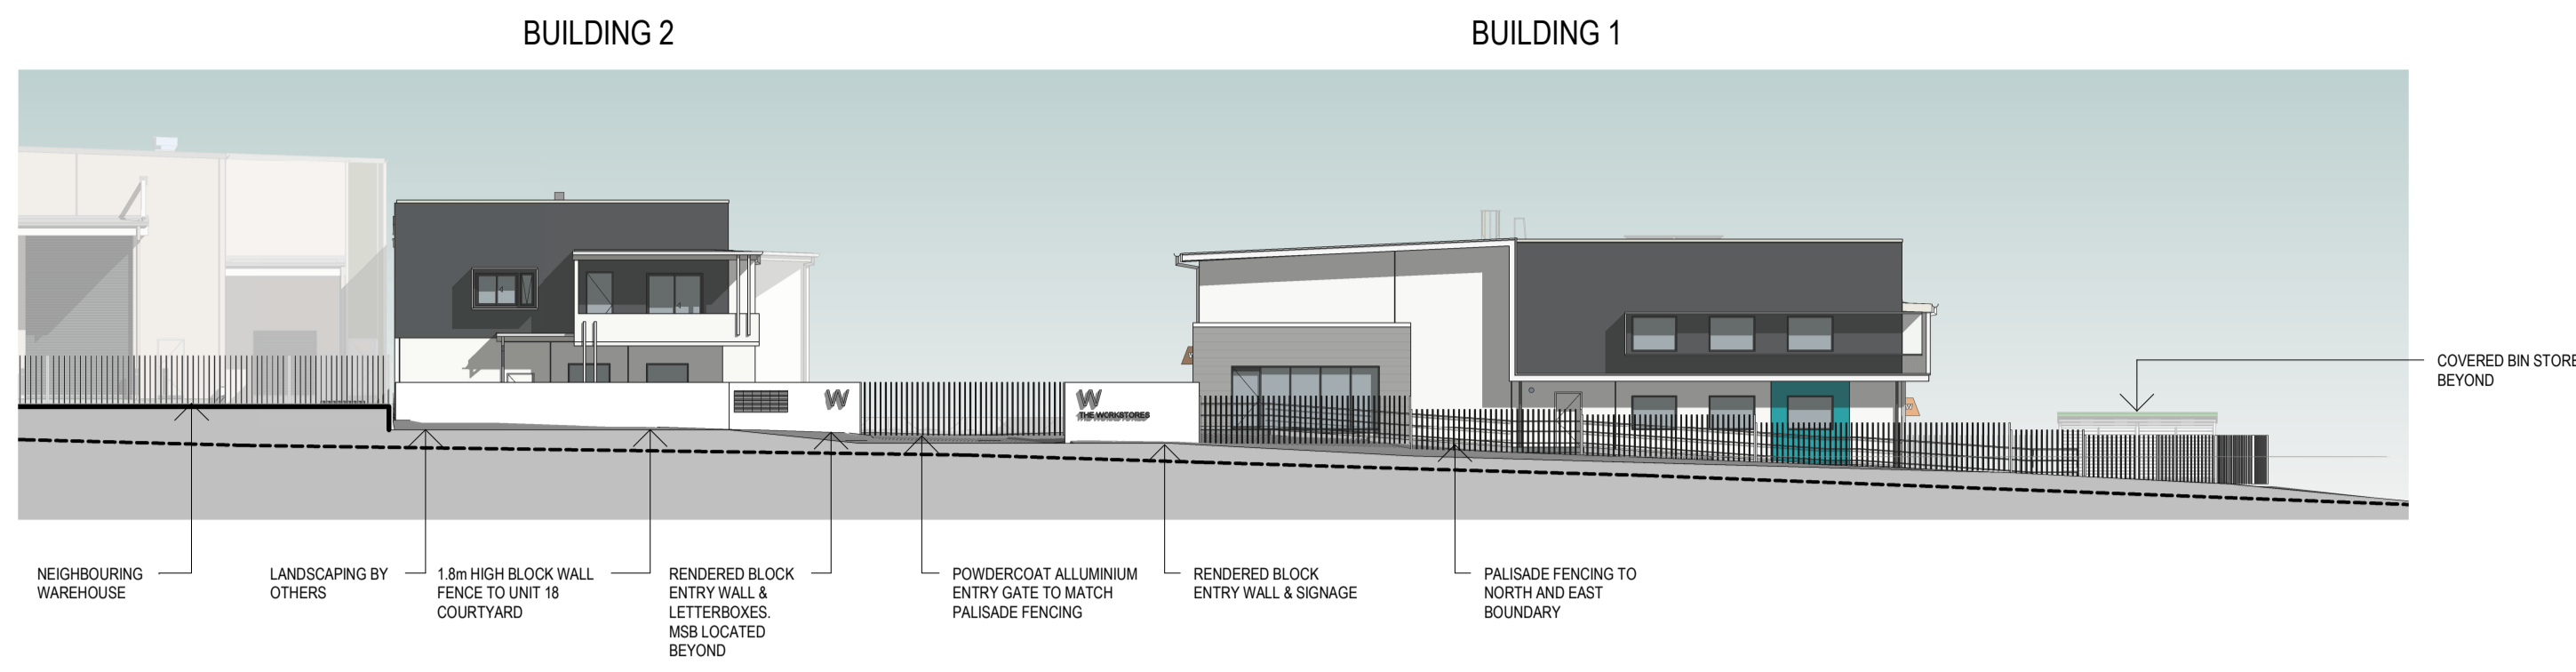 BUILDING 2
BUILDING 1
W
W
THE WORKSTORES
W
COVERED BIN STORE
BEYOND
NEIGHBOURING
WAREHOUSE
LANDSCAPING BY
OTHERS
1.8m HIGH BLOCK WALL
FENCE TO UNIT 18
COURTYARD
RENDERED BLOCK
ENTRY WALL &
LETTERBOXES.
MSB LOCATED
BEYOND
POWDERCOAT ALLUMINIUM
ENTRY GATE TO MATCH
PALISADE FENCING
RENDERED BLOCK
ENTRY WALL & SIGNAGE
PALISADE FENCING TO
NORTH AND EAST
BOUNDARY